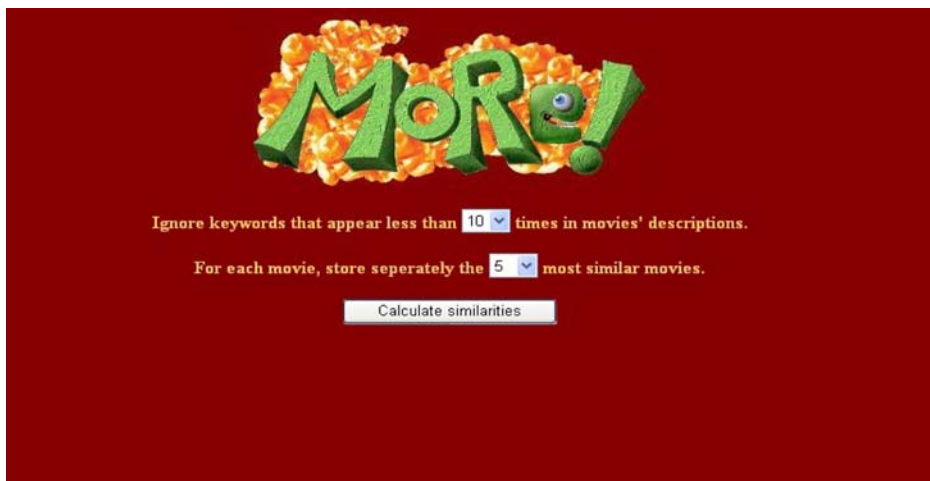 MoRe!
Ignore keywords that appear less than 10 times in movies' descriptions.
For each movie, store seperately the 5 most similar movies.
Calculate similarities